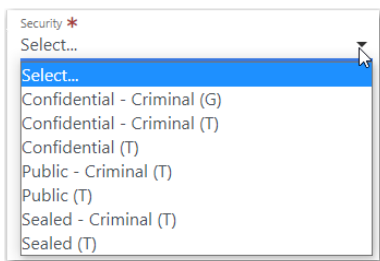 Security *
Select...
Select...
Confidential - Criminal (G)
Confidential - Criminal (T)
Confidential (T)
Public - Criminal (T)
Public (T)
Sealed - Criminal (T)
Sealed (T)